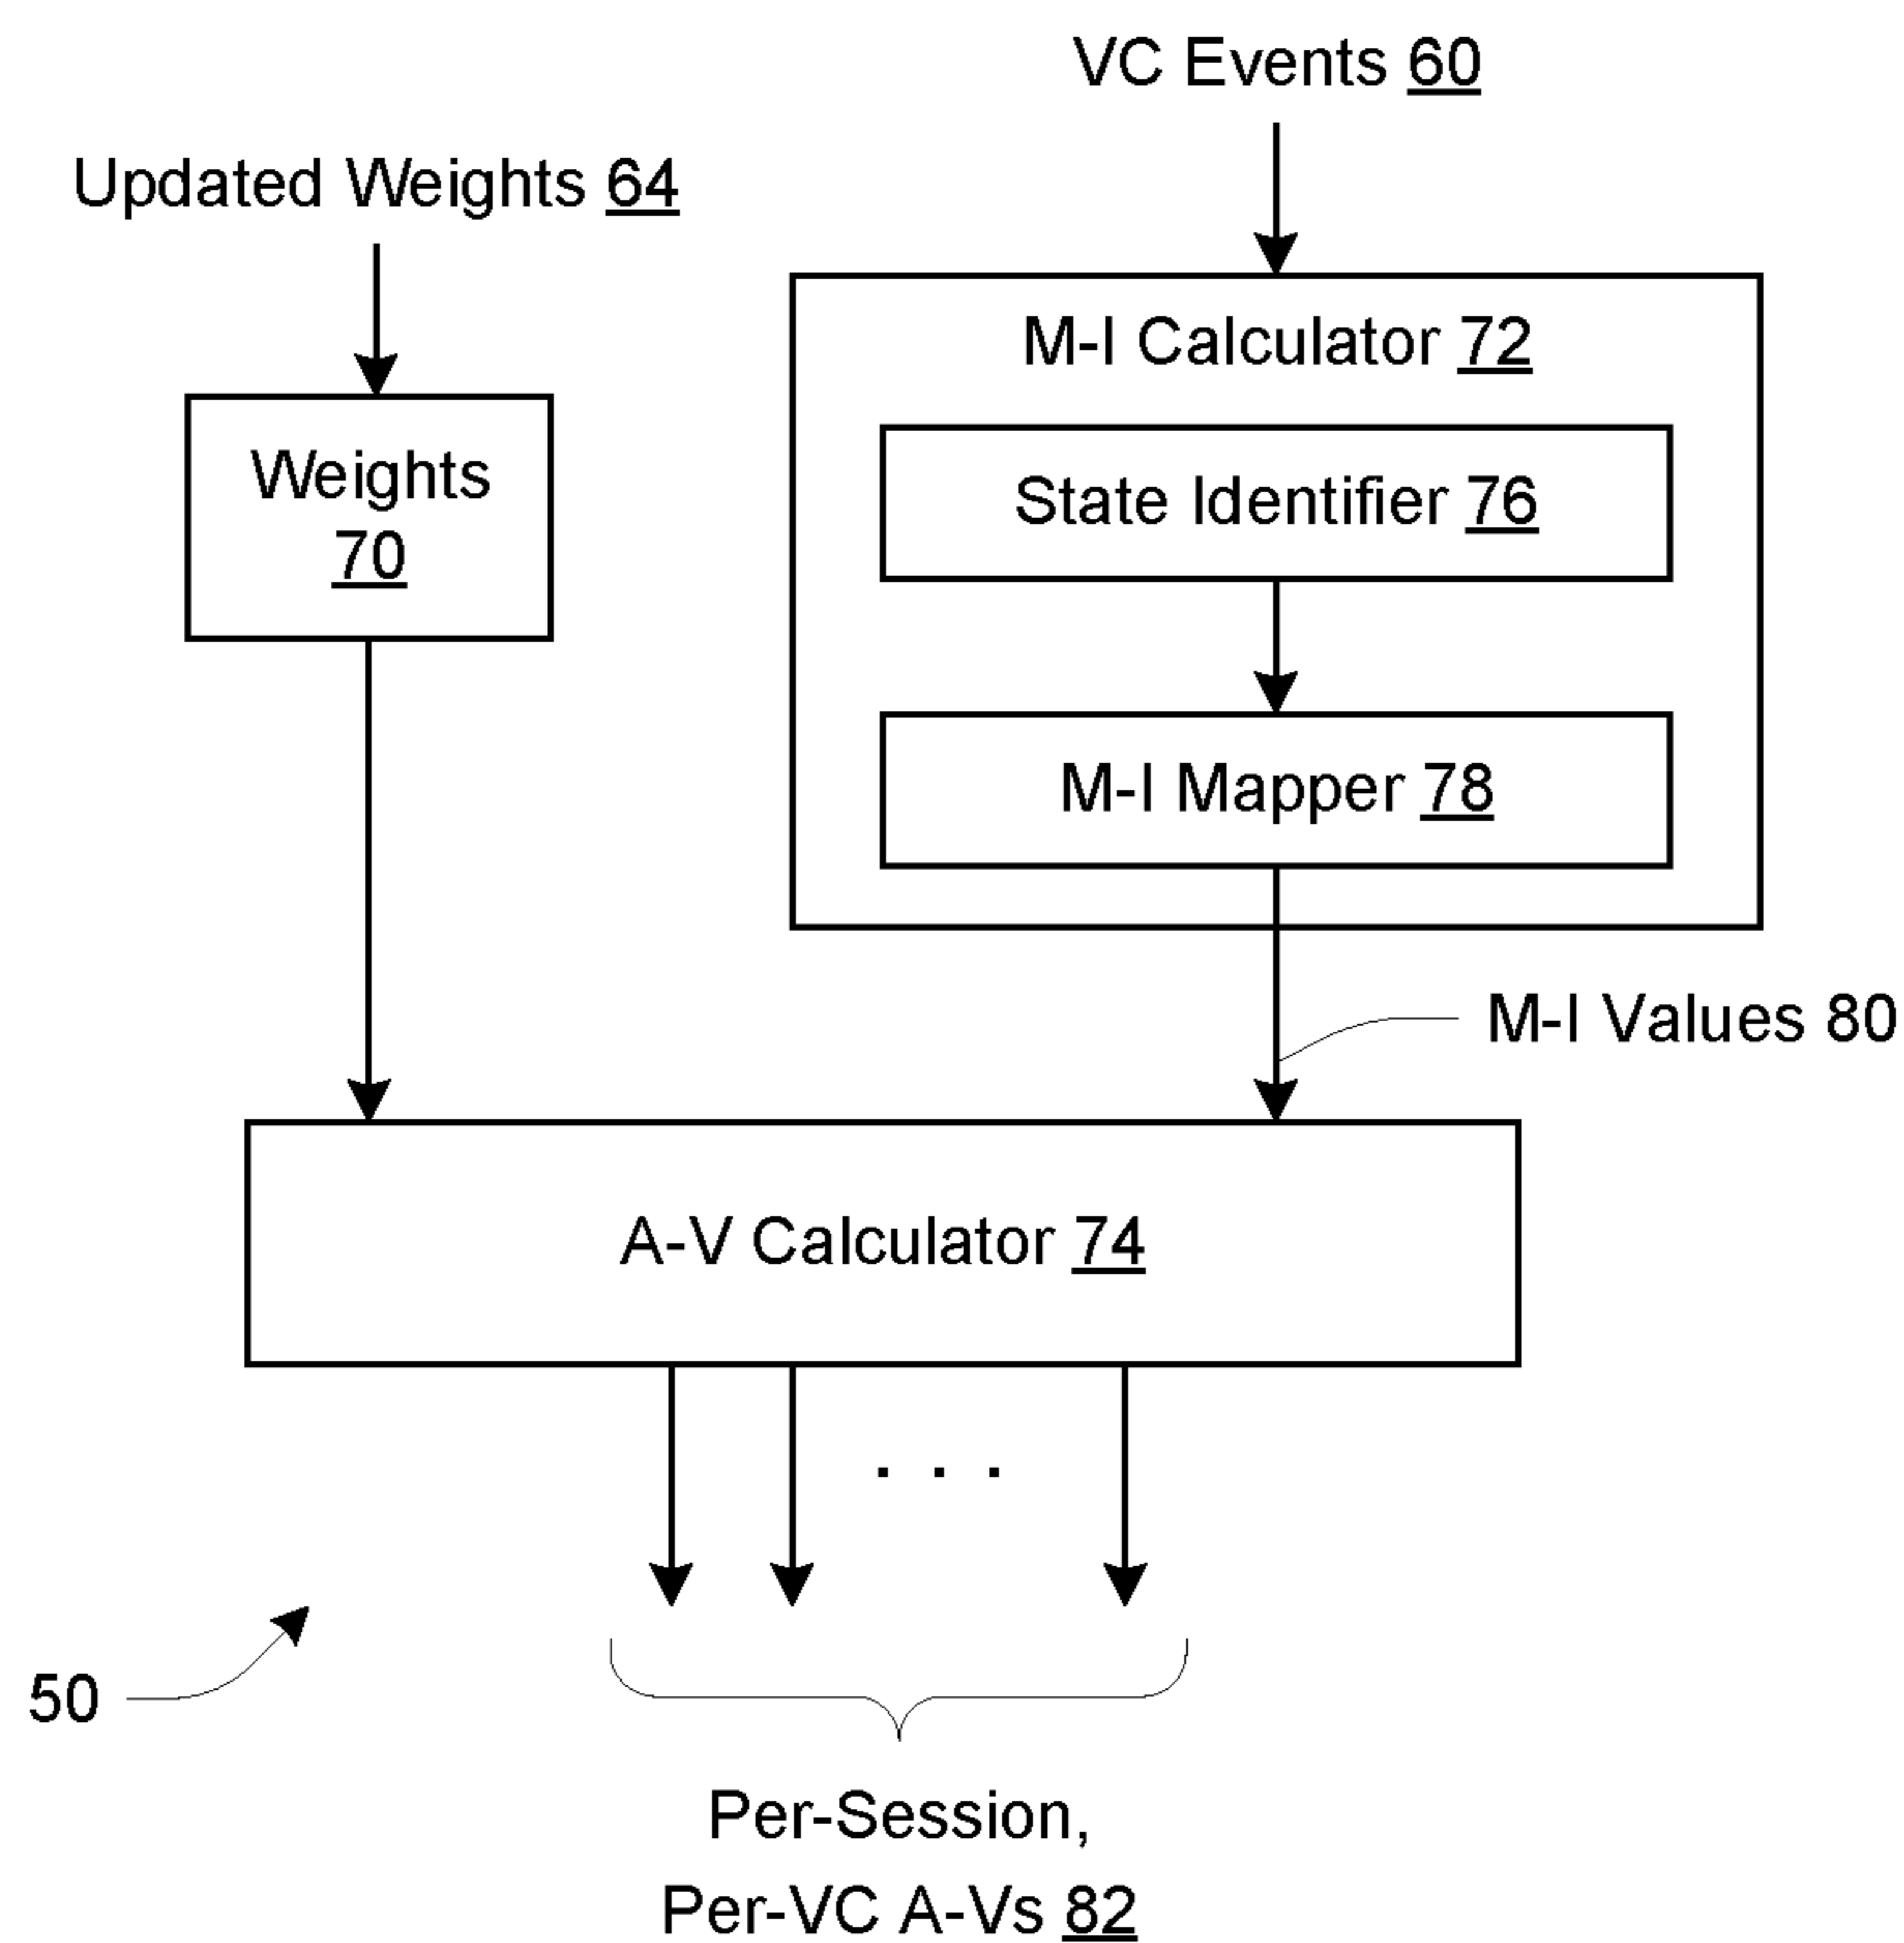 VC Events 60
Updated Weights 64
M-I Calculator 72
Weights
70
State Identifier 76
M-I Mapper 78
M-I Values 80
A-V Calculator 74
. . .
50
Per-Session,
Per-VC A-Vs 82